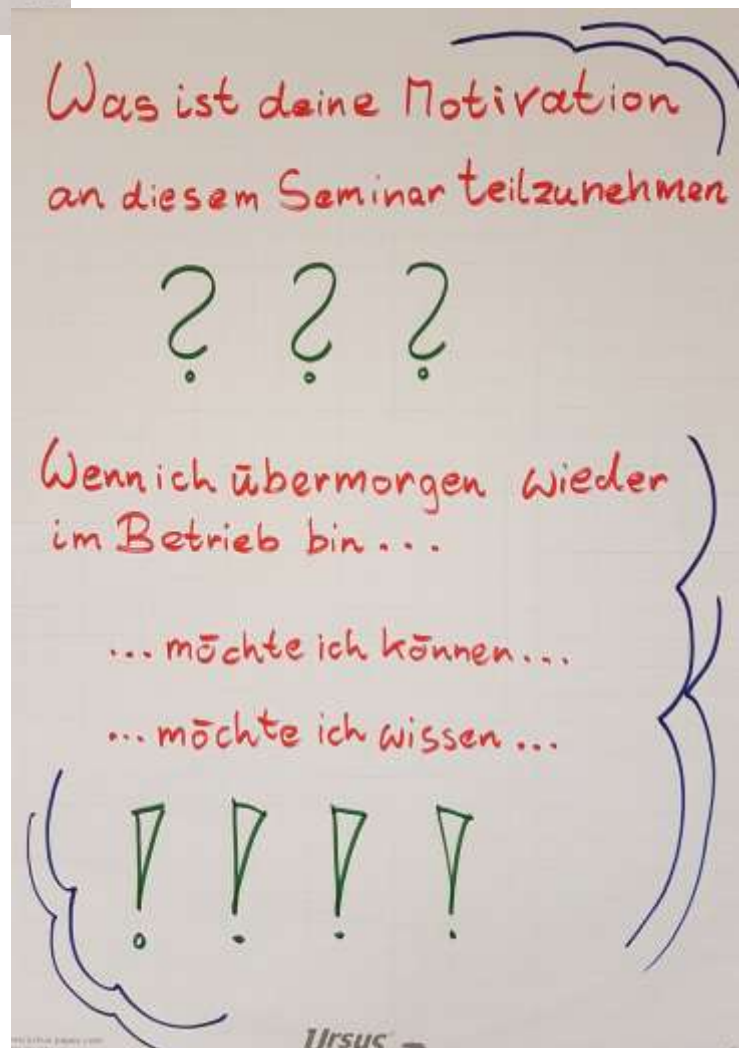 Was ist deine Motivation
an diesem Seminar teilzunehmen
? ? ?
Wenn ich übermorgen wieder
im Betrieb bin...
...möchte ich können...
...möchte ich wissen...
! ! ! !
Ursus